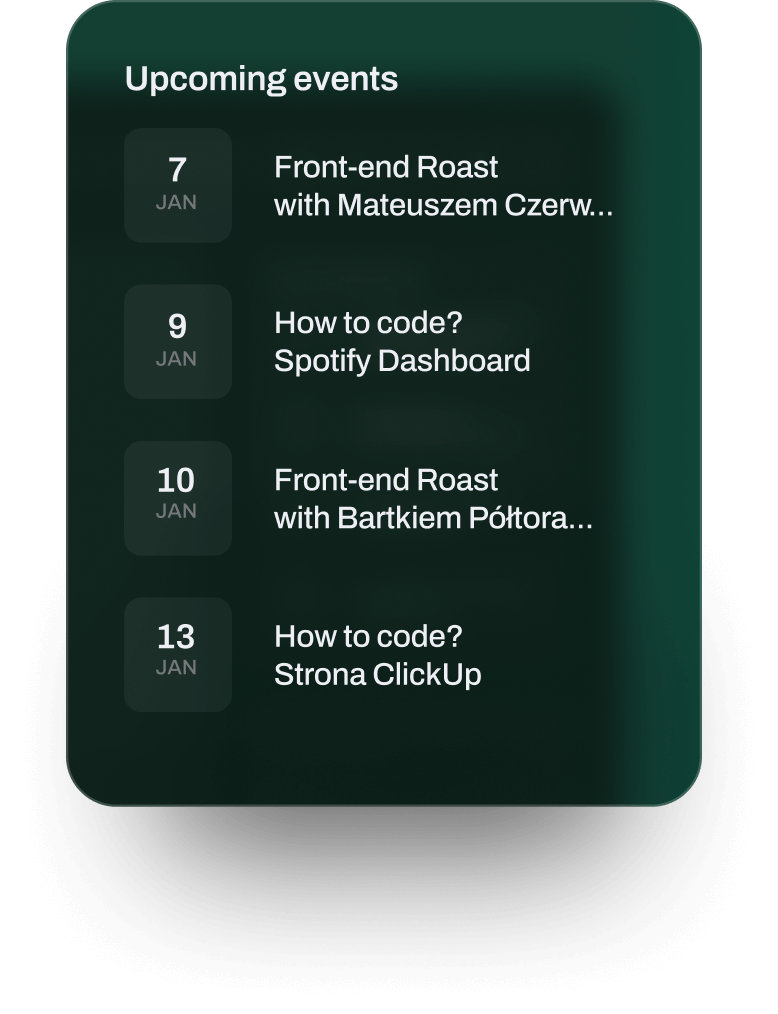 Upcoming events
7
JAN
Front-end Roast
with Mateuszem Czerw...
9
JAN
How to code?
Spotify Dashboard
10
JAN
Front-end Roast
with Bartkiem Półtora...
13
JAN
How to code?
Strona ClickUp